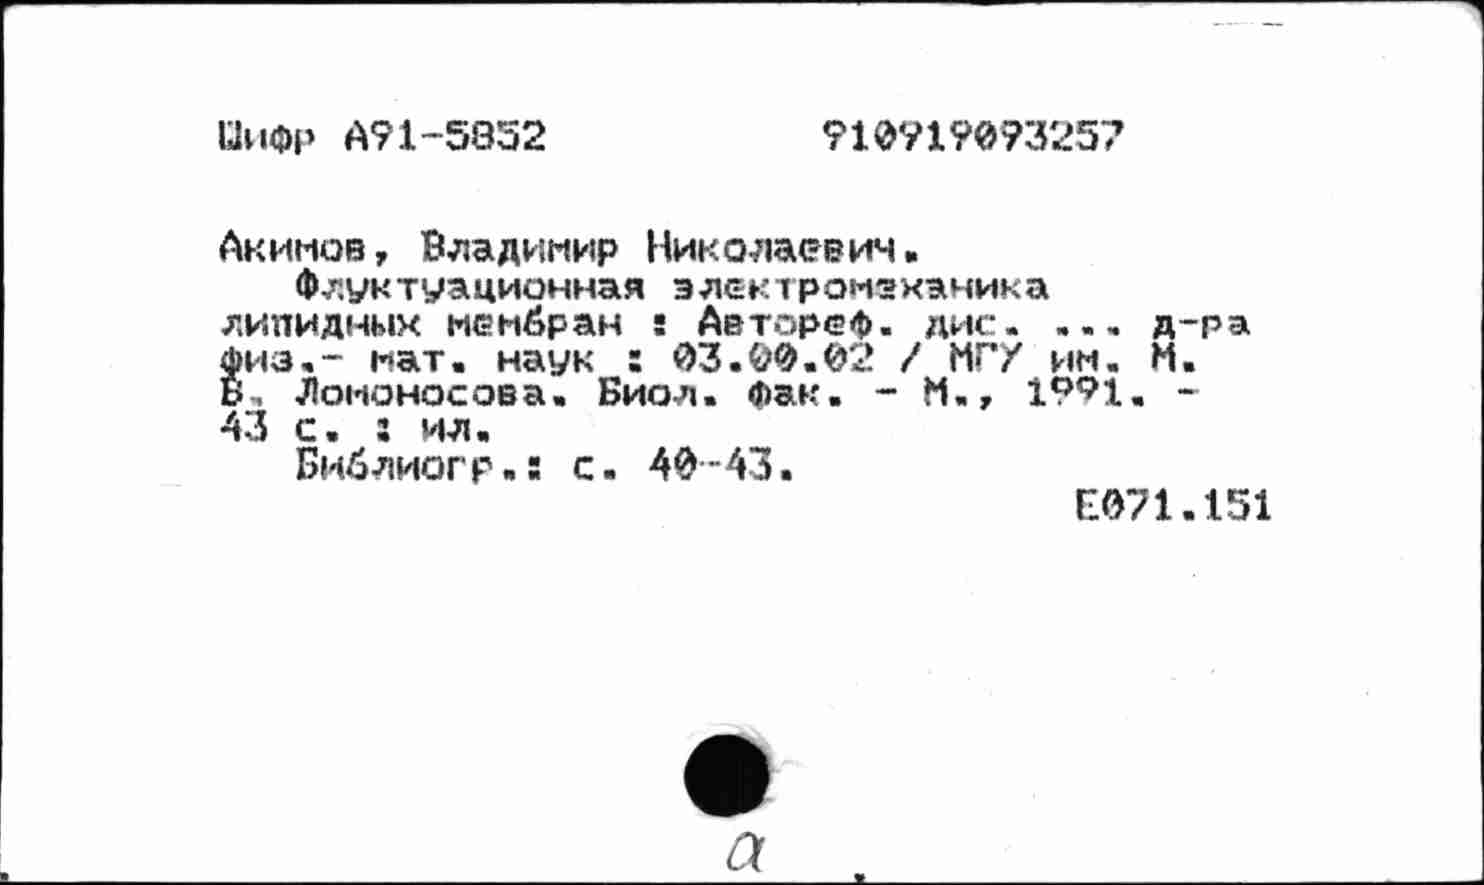 Шифр А91-5852 910919093257
Акимов, Владимир Николаевич.
Флуктуационная электромеханика
липидных мембран : Автореф. дис. ... д-ра
физ.- мат. наук : 03.00.02 / МГУ им. М.
В. Ломоносова. Биол. фак. - М., 1991. -
43 с. : ил.
Библиогр.: с. 40-43.
Е071.151
а